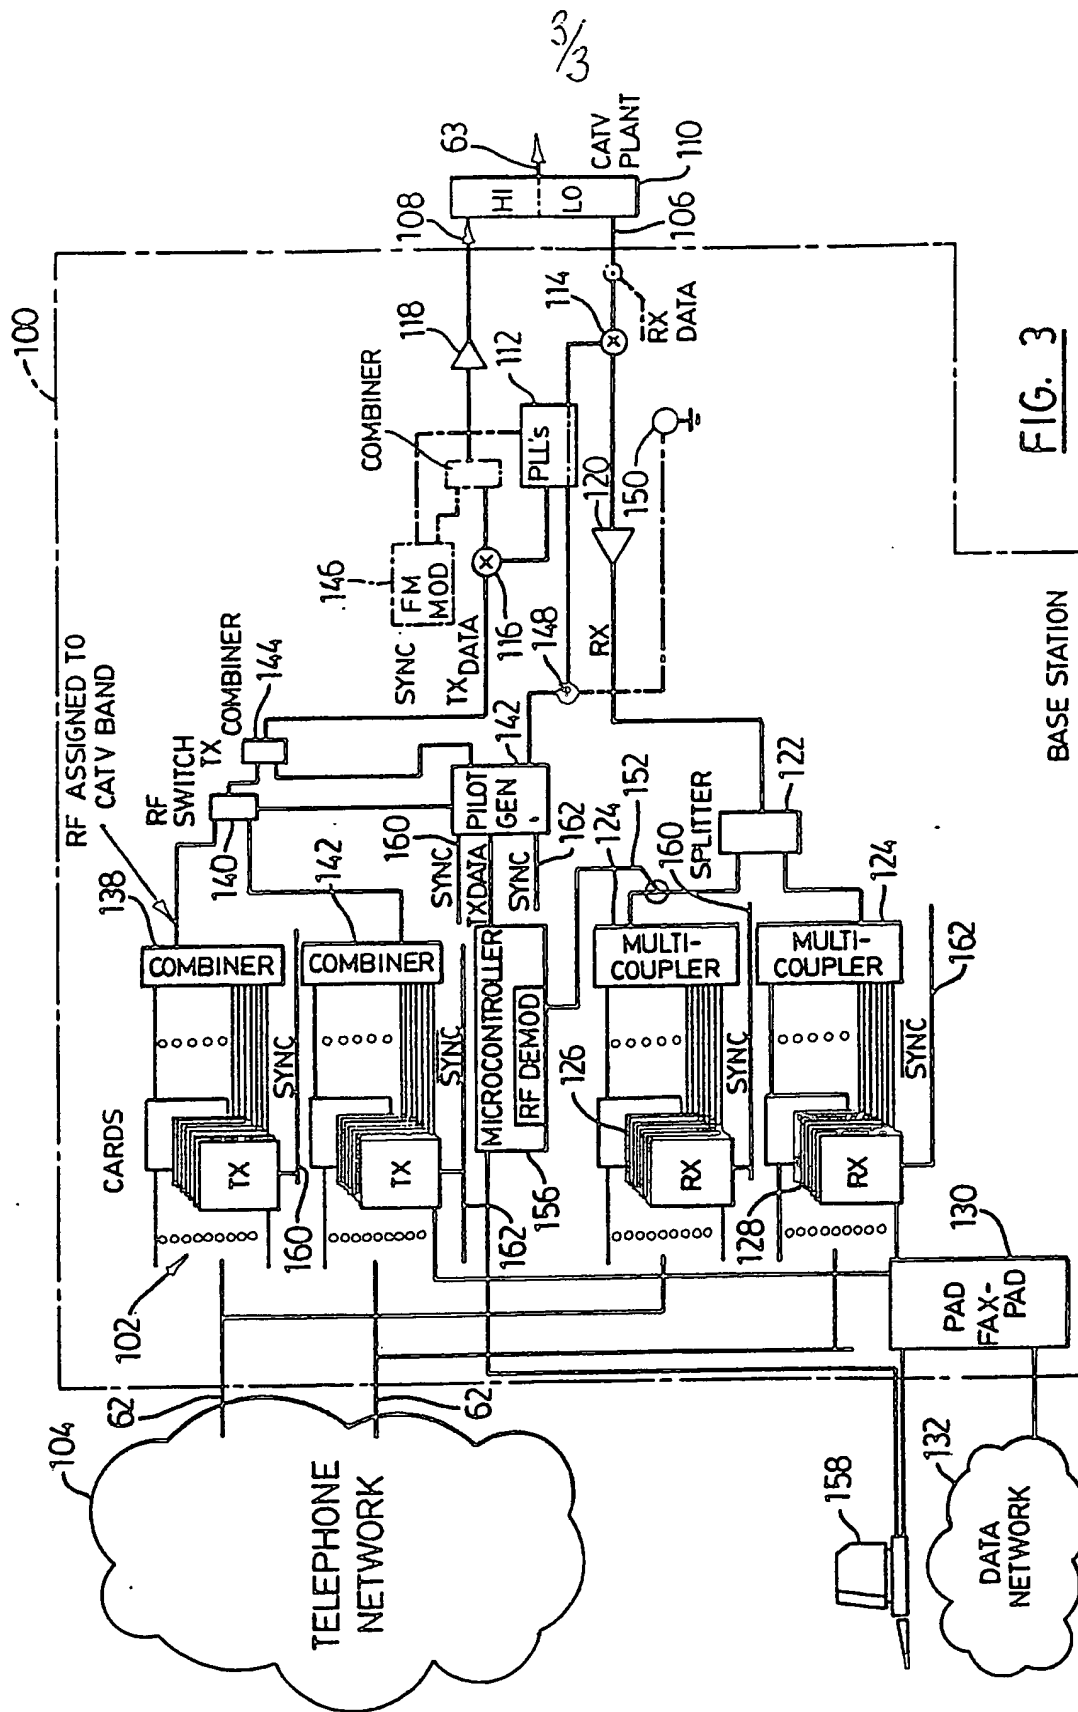 3/3
100
104
TELEPHONE
NETWORK
62
62
102
CARDS
TX
160
SYNC
TX
162
SYNC
138
COMBINER
142
COMBINER
RF ASSIGNED TO
CATV BAND
RF
SWITCH
140
TX
COMBINER
144
MICROCONTROLLER
RF DEMOD
156
160
SYNC
TXDATA
SYNC
162
PILOT
GEN
142
SYNC
146
FM
MOD
TX DATA
116
COMBINER
118
108
112
PLL's
148
150
114
RX
DATA
120
RX
HI
LO
63
CATV
PLANT
110
106
126
RX
SYNC
160
124
MULTI-
COUPLER
152
SPLITTER
122
128
RX
SYNC
162
124
MULTI-
COUPLER
130
PAD
FAX-
PAD
158
132
DATA
NETWORK
BASE STATION
FIG. 3